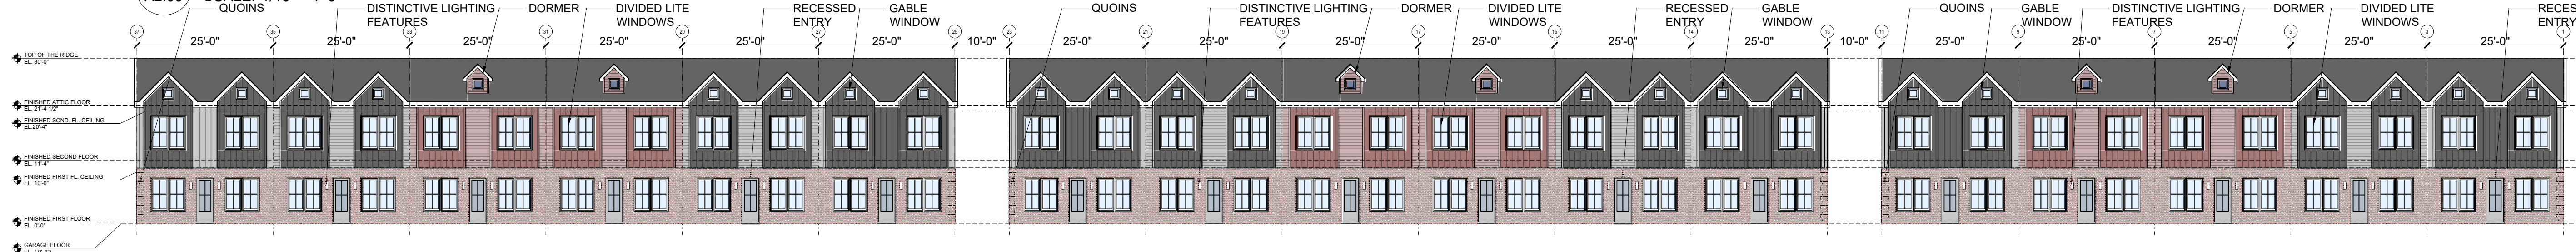 QUOINS
DISTINCTIVE LIGHTING
FEATURES
DORMER
DIVIDED LITE
WINDOWS
RECESSED
ENTRY
GABLE
WINDOW
QUOINS
DISTINCTIVE LIGHTING
FEATURES
DORMER
DIVIDED LITE
WINDOWS
RECESSED
ENTRY
GABLE
WINDOW
QUOINS
GABLE
WINDOW
DISTINCTIVE LIGHTING
FEATURES
DORMER
DIVIDED LITE
WINDOWS
ENTRY
37 35 33 31 29 27 25 23 21 19 17 15 14 13 11 9 7 5 3 1
25'-0" 25'-0" 25'-0" 25'-0" 25'-0" 25'-0" 10'-0" 25'-0" 25'-0" 25'-0" 25'-0" 25'-0" 25'-0" 10'-0" 25'-0" 25'-0" 25'-0" 25'-0" 25'-0"
TOP OF THE RIDGE
EL. 30'-0"
FINISHED ATTIC FLOOR
EL. 21'-4 1/2"
FINISHED SCND. FL. CEILING
EL.20'-4"
FINISHED SECOND FLOOR
EL. 11'-4"
FINISHED FIRST FL. CEILING
EL. 10'-0"
FINISHED FIRST FLOOR
EL. 0'-0"
GARAGE FLOOR